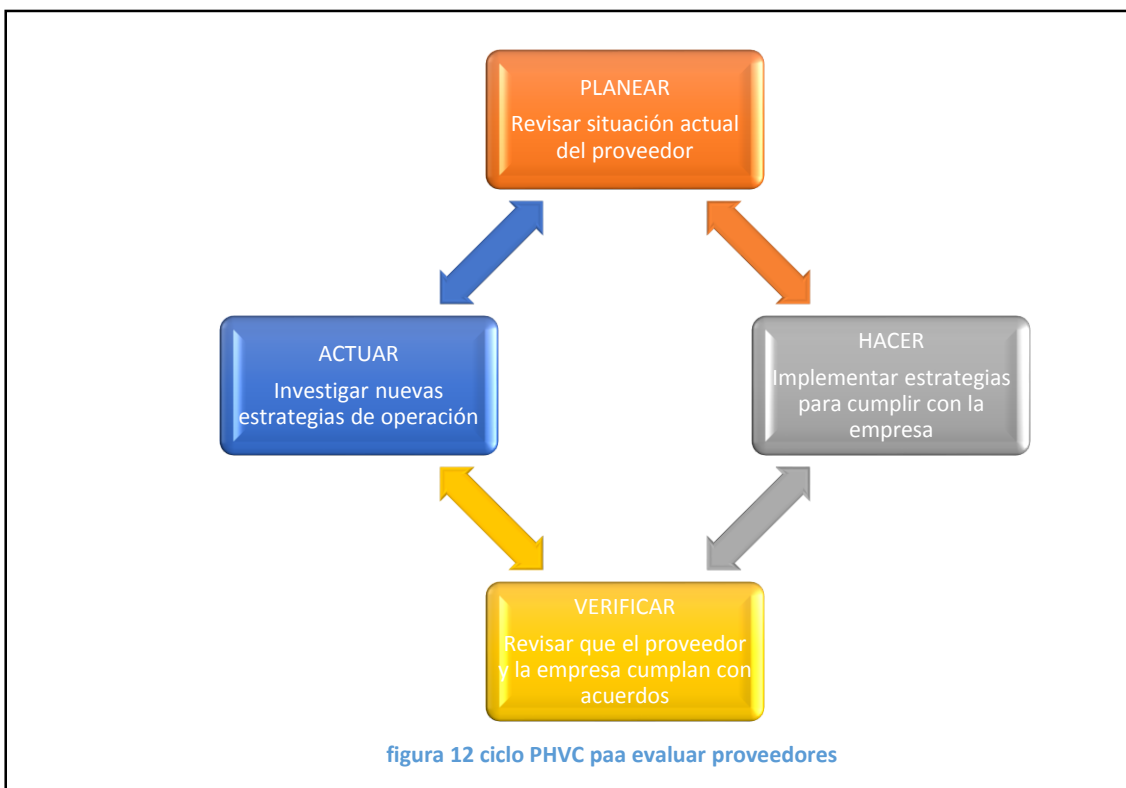 PLANEAR
Revisar situación actual
del proveedor
ACTUAR
Investigar nuevas
estrategias de operación
HACER
Implementar estrategias
para cumplir con la
empresa
VERIFICAR
Revisar que el proveedor
y la empresa cumplan con
acuerdos
figura 12 ciclo PHVC paa evaluar proveedores